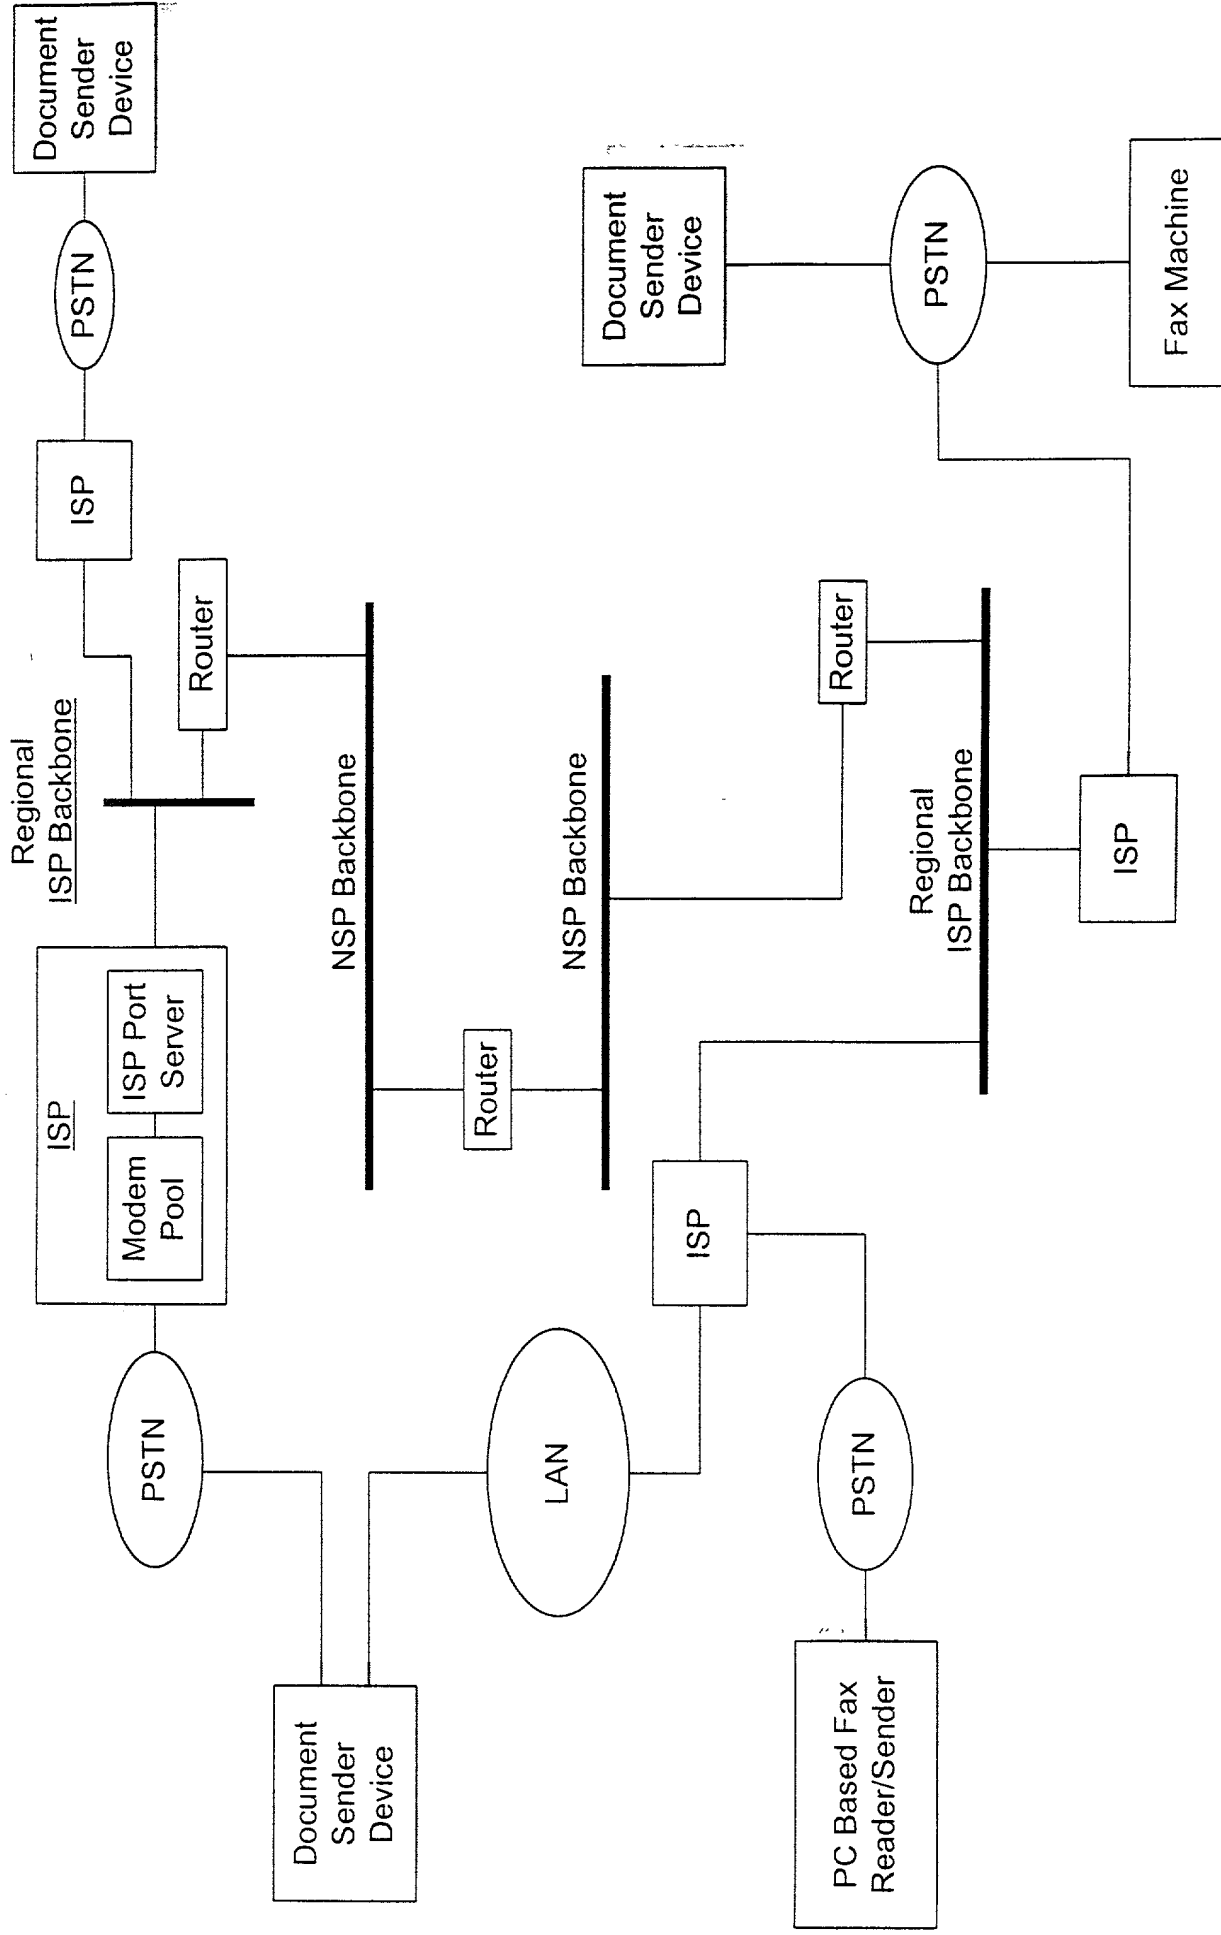 Document
Sender
Device
PSTN
ISP
Modem
Pool
ISP Port
Server
Regional
ISP Backbone
Router
ISP
PSTN
Document
Sender
Device
NSP Backbone
LAN
Router
NSP Backbone
Document
Sender
Device
PC Based Fax
Reader/Sender
PSTN
ISP
Router
Regional
ISP Backbone
PSTN
ISP
Fax Machine